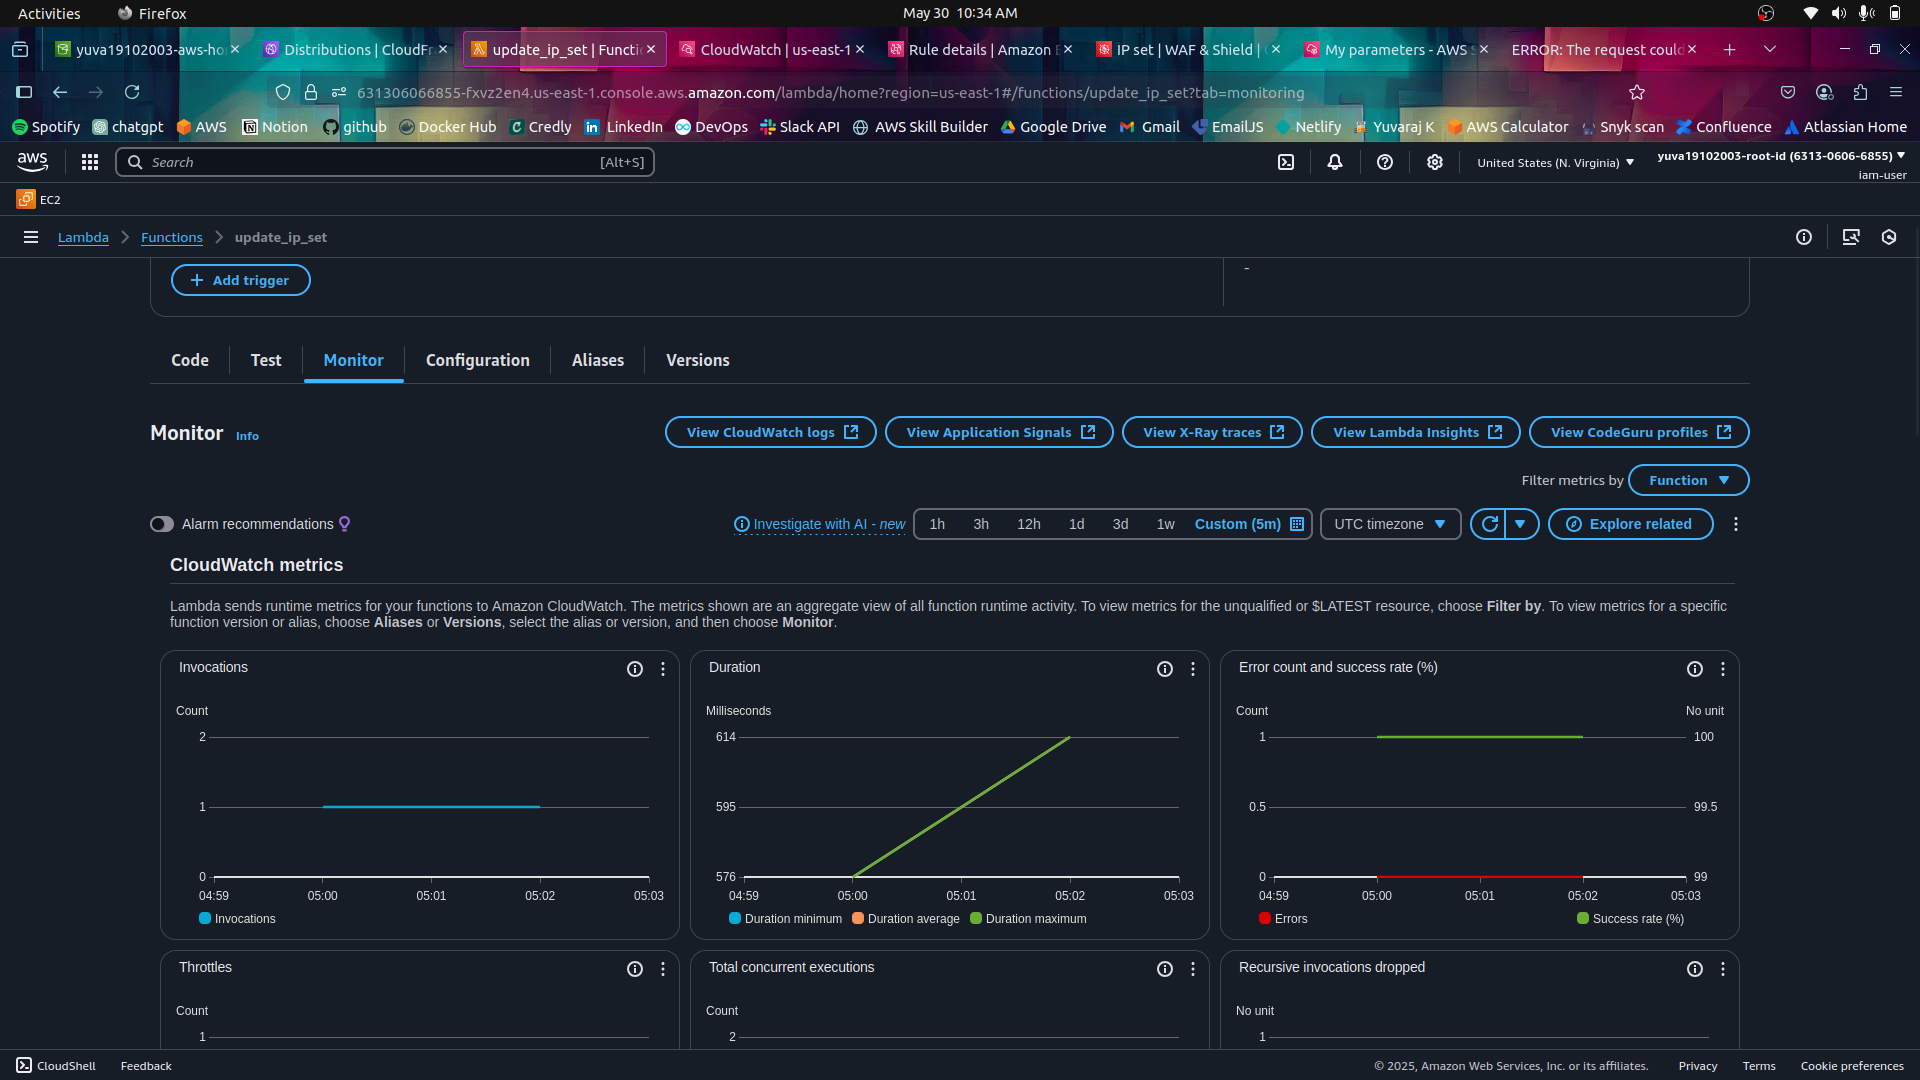 Activities
Firefox
May 30  10:34 AM
yuva19102003-aws-ho
Distributions | CloudFr
update_ip_set | Functio
CloudWatch | us-east-1
Rule details | Amazon E
IP set | WAF & Shield |
My parameters - AWS S
ERROR: The request could
631306066855-fxvz2en4.us-east-1.console.aws.amazon.com/lambda/home?region=us-east-1#/functions/update_ip_set?tab=monitoring
Spotify
chatgpt
AWS
Notion
github
Docker Hub
Credly
LinkedIn
DevOps
Slack API
AWS Skill Builder
Google Drive
Gmail
EmailJS
Netlify
Yuvaraj K
AWS Calculator
Snyk scan
Confluence
Atlassian Home
aws
Search
[Alt+S]
United States (N. Virginia)
yuva19102003-root-id (6313-0606-6855)
iam-user
EC2
Lambda
Functions
update_ip_set
Add trigger
-
Code
Test
Monitor
Configuration
Aliases
Versions
Monitor
Info
View CloudWatch logs
View Application Signals
View X-Ray traces
View Lambda Insights
View CodeGuru profiles
Filter metrics by
Function
Alarm recommendations
Investigate with AI - new
1h
3h
12h
1d
3d
1w
Custom (5m)
UTC timezone
Explore related
CloudWatch metrics
Lambda sends runtime metrics for your functions to Amazon CloudWatch. The metrics shown are an aggregate view of all function runtime activity. To view metrics for the unqualified or $LATEST resource, choose Filter by. To view metrics for a specific
function version or alias, choose Aliases or Versions, select the alias or version, and then choose Monitor.
Invocations
Count
2
1
0
04:59
05:00
05:01
05:02
05:03
Invocations
Duration
Milliseconds
614
595
576
04:59
05:00
05:01
05:02
05:03
Duration minimum
Duration average
Duration maximum
Error count and success rate (%)
Count
No unit
1
100
0.5
99.5
0
99
04:59
05:00
05:01
05:02
05:03
Errors
Success rate (%)
Throttles
Count
1
Total concurrent executions
Count
2
Recursive invocations dropped
No unit
1
CloudShell
Feedback
© 2025, Amazon Web Services, Inc. or its affiliates.
Privacy
Terms
Cookie preferences